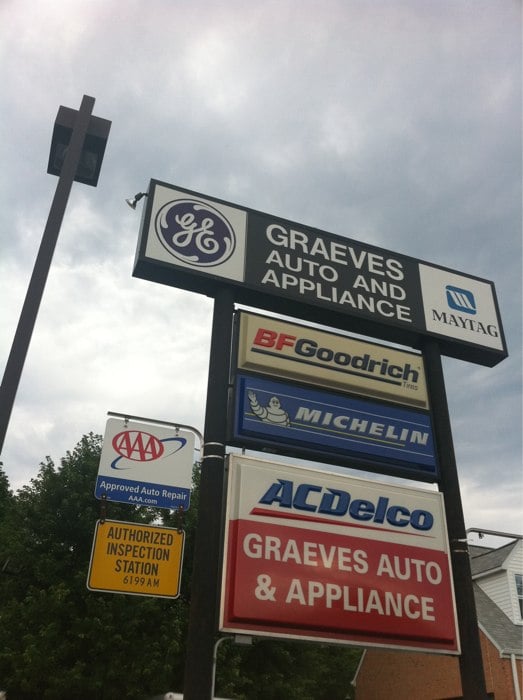 GE
GRAEVES
AUTO AND
APPLIANCE
MAYTAG
BFGoodrich
Tires
MICHELIN
AAA
Approved Auto Repair
AAA.com
AUTHORIZED
INSPECTION
STATION
6199AM
ACDelco
GRAEVES AUTO
& APPLIANCE